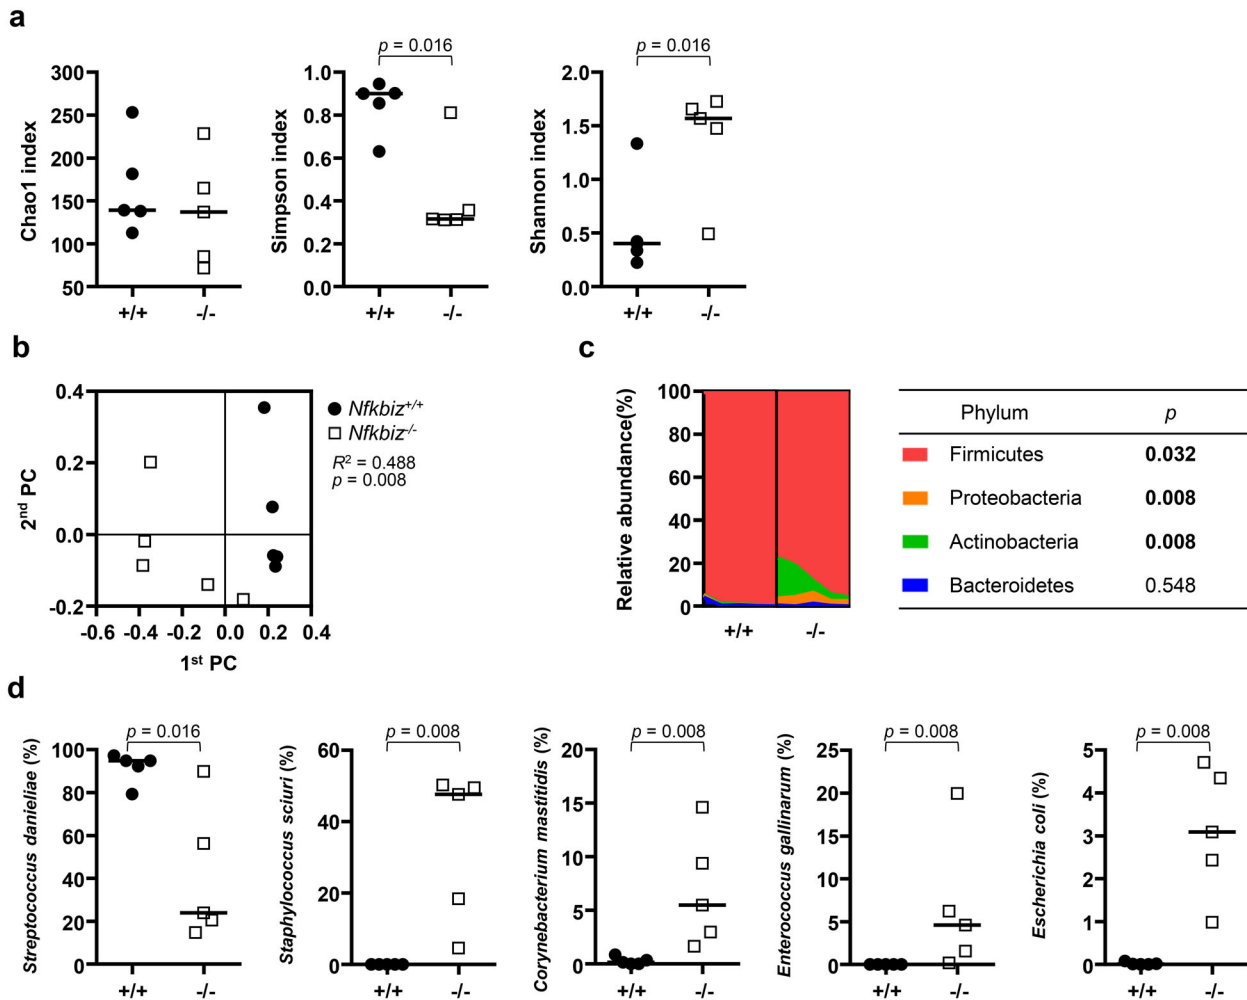 a
p = 0.016
p = 0.016
Chao1 index
300
250
200
150
100
50
+/+
-/-
Simpson index
1.0
0.8
0.6
0.4
0.2
0.0
+/+
-/-
Shannon index
2.0
1.5
1.0
0.5
0.0
+/+
-/-
b
2nd PC
0.4
0.2
0.0
-0.2
-0.6
-0.4
-0.2
0.0
0.2
0.4
1st PC
Nfkbiz+/+
Nfkbiz-/-
R² = 0.488
p = 0.008
c
Relative abundance(%)
100
80
60
40
20
0
+/+
-/-
Phylum p
Firmicutes 0.032
Proteobacteria 0.008
Actinobacteria 0.008
Bacteroidetes 0.548
d
p = 0.016
Streptococcus danieliae (%)
100
80
60
40
20
0
+/+
-/-
p = 0.008
Staphylococcus sciuri (%)
60
40
20
0
+/+
-/-
p = 0.008
Corynebacterium mastitidis (%)
20
15
10
5
0
+/+
-/-
p = 0.008
Enterococcus gallinarum (%)
25
20
15
10
5
0
+/+
-/-
p = 0.008
Escherichia coli (%)
5
4
3
2
1
0
+/+
-/-